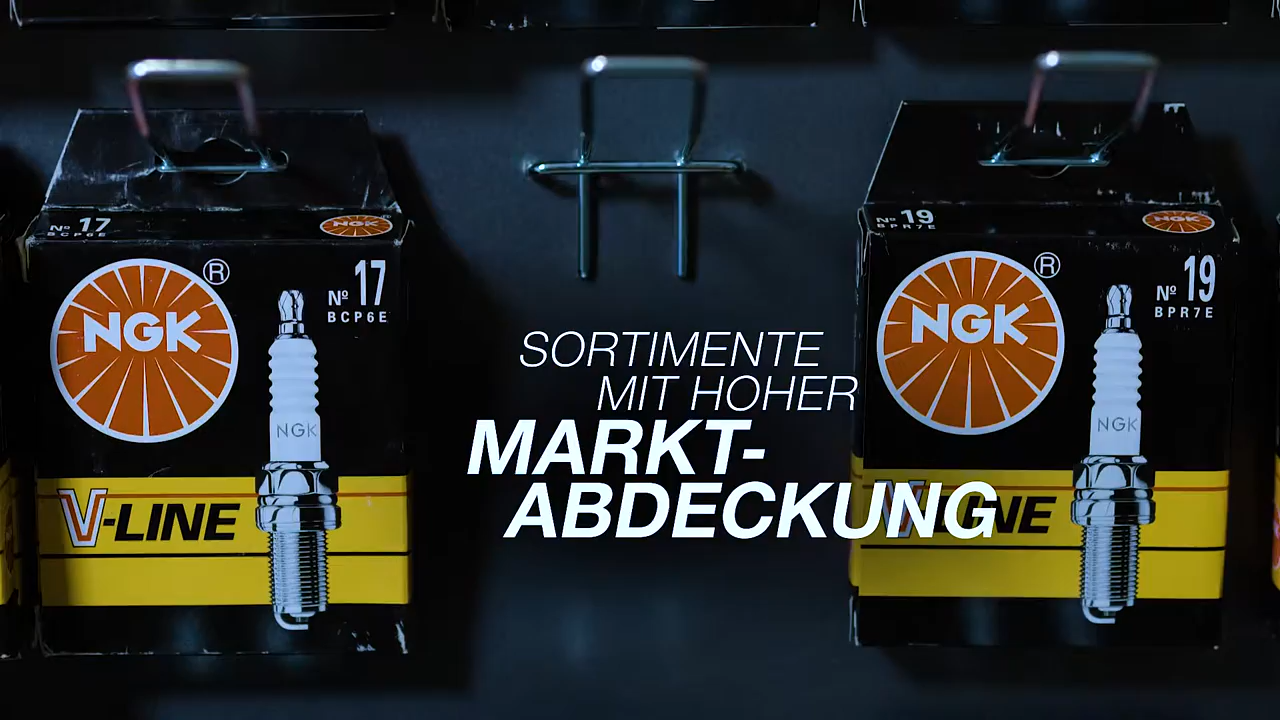 Nº 17
BCP6E
NGK
®
NGK
Nº 17
BCP6E
NGK
V-LINE
SORTIMENTE
MIT HOHER
MARKT-
ABDECKUNG
Nº 19
BPR7E
NGK
®
NGK
Nº 19
BPR7E
NGK
V-LINE